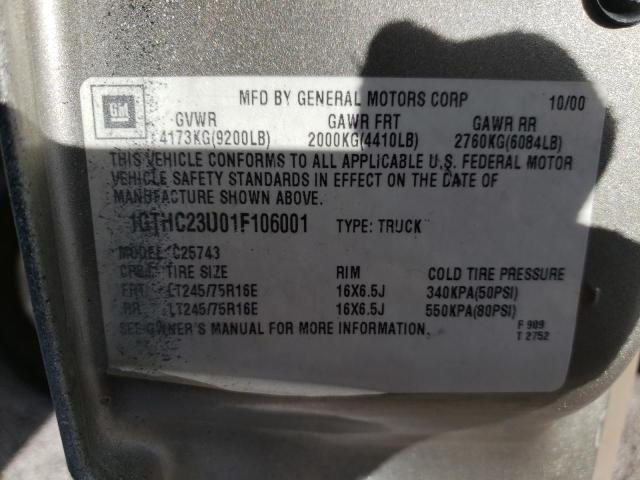 GM
MFD BY GENERAL MOTORS CORP 10/00
GVWR GAWR FRT GAWR RR
4173KG(9200LB) 2000KG(4410LB) 2760KG(6084LB)
THIS VEHICLE CONFORMS TO ALL APPLICABLE U.S. FEDERAL MOTOR
VEHICLE SAFETY STANDARDS IN EFFECT ON THE DATE OF
MANUFACTURE SHOWN ABOVE.
1GTHC23U01F106001 TYPE: TRUCK
MODEL: C25743
TIRE SIZE RIM COLD TIRE PRESSURE
FRT LT245/75R16E 16X6.5J 340KPA(50PSI)
RR LT245/75R16E 16X6.5J 550KPA(80PSI)
SEE OWNER'S MANUAL FOR MORE INFORMATION.
F 909
T 2752